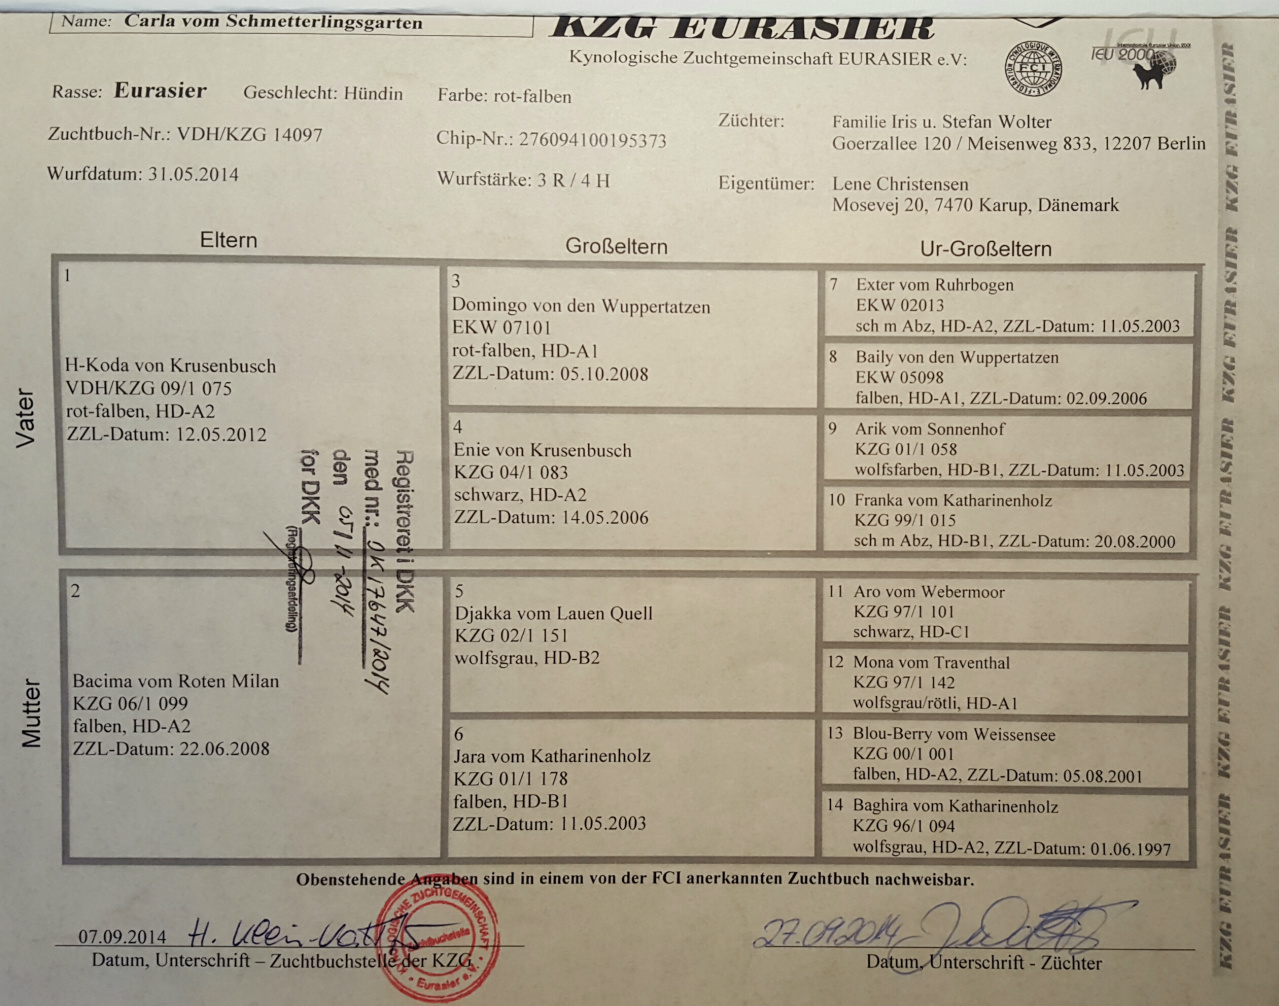 Name: Carla vom Schmetterlingsgarten
KZG EURASIER
Kynologische Zuchtgemeinschaft EURASIER e.V:
FCI
IEU 2000
Rasse: Eurasier Geschlecht: Hündin Farbe: rot-falben
Zuchtbuch-Nr.: VDH/KZG 14097
Chip-Nr.: 276094100195373
Wurfdatum: 31.05.2014
Wurfstärke: 3 R / 4 H
Züchter: Familie Iris u. Stefan Wolter
Goerzallee 120 / Meisenweg 833, 12207 Berlin
Eigentümer: Lene Christensen
Mosevej 20, 7470 Karup, Dänemark
Eltern
Großeltern
Ur-Großeltern
Vater
1
H-Koda von Krusenbusch
VDH/KZG 09/1 075
rot-falben, HD-A2
ZZL-Datum: 12.05.2012
3
Domingo von den Wuppertatzen
EKW 07101
rot-falben, HD-A1
ZZL-Datum: 05.10.2008
4
Enie von Krusenbusch
KZG 04/1 083
schwarz, HD-A2
ZZL-Datum: 14.05.2006
7 Exter vom Ruhrbogen
EKW 02013
sch m Abz, HD-A2, ZZL-Datum: 11.05.2003
8 Baily von den Wuppertatzen
EKW 05098
falben, HD-A1, ZZL-Datum: 02.09.2006
9 Arik vom Sonnenhof
KZG 01/1 058
wolfsfarben, HD-B1, ZZL-Datum: 11.05.2003
10 Franka vom Katharinenholz
KZG 99/1 015
sch m Abz, HD-B1, ZZL-Datum: 20.08.2000
Registreret i DKK
med nr.: DK17647/2014
den 05/11-2014
for DKK
(Registreringsafdeling)
Mutter
2
Bacima vom Roten Milan
KZG 06/1 099
falben, HD-A2
ZZL-Datum: 22.06.2008
5
Djakka vom Lauen Quell
KZG 02/1 151
wolfsgrau, HD-B2
6
Jara vom Katharinenholz
KZG 01/1 178
falben, HD-B1
ZZL-Datum: 11.05.2003
11 Aro vom Webermoor
KZG 97/1 101
schwarz, HD-C1
12 Mona vom Traventhal
KZG 97/1 142
wolfsgrau/rötli, HD-A1
13 Blou-Berry vom Weissensee
KZG 00/1 001
falben, HD-A2, ZZL-Datum: 05.08.2001
14 Baghira vom Katharinenholz
KZG 96/1 094
wolfsgrau, HD-A2, ZZL-Datum: 01.06.1997
KZG EURASIER KZG EURASIER KZG EURASIER KZG EURASIER KZG EURASIER
Obenstehende Angaben sind in einem von der FCI anerkannten Zuchtbuch nachweisbar.
07.09.2014 H.
Datum, Unterschrift – Zuchtbuchstelle der KZG
KYNOLOGISCHE ZUCHTGEMEINSCHAFT
Zuchtbuchstelle
Eurasier e.V.
27.09.2014
Datum, Unterschrift - Züchter